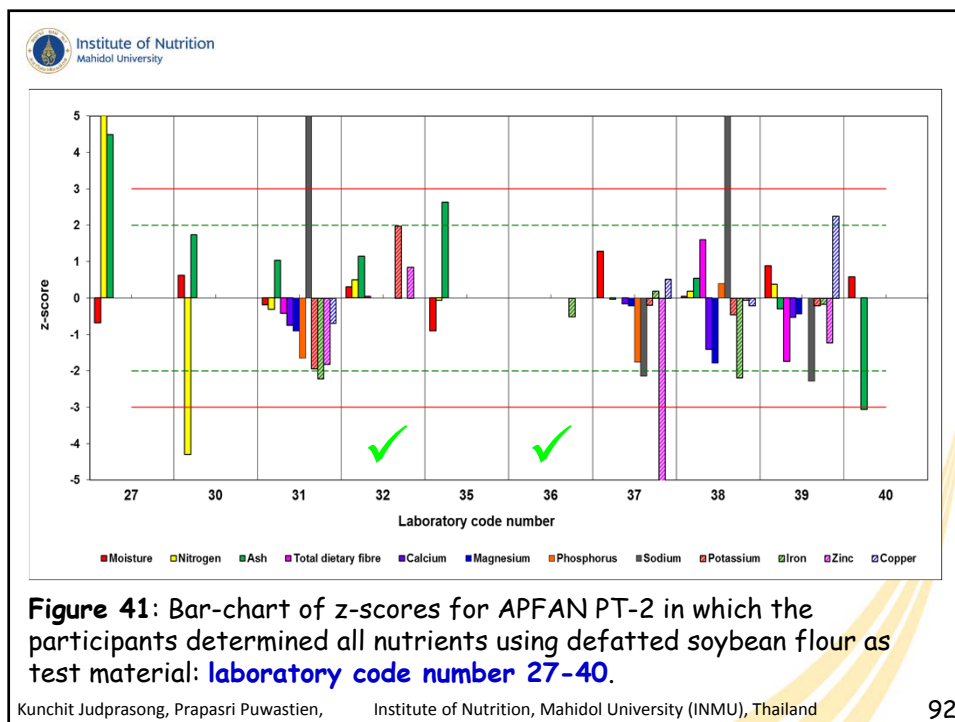 Institute of Nutrition
Mahidol University
5
4
3
2
1
0
-1
-2
-3
-4
-5
z-score
27 30 31 32 35 36 37 38 39 40
Laboratory code number
Moisture Nitrogen Ash Total dietary fibre Calcium Magnesium Phosphorus Sodium Potassium Iron Zinc Copper
Figure 41: Bar-chart of z-scores for APFAN PT-2 in which the
participants determined all nutrients using defatted soybean flour as
test material: laboratory code number 27-40.
Kunchit Judprasong, Prapasri Puwastien, Institute of Nutrition, Mahidol University (INMU), Thailand 92